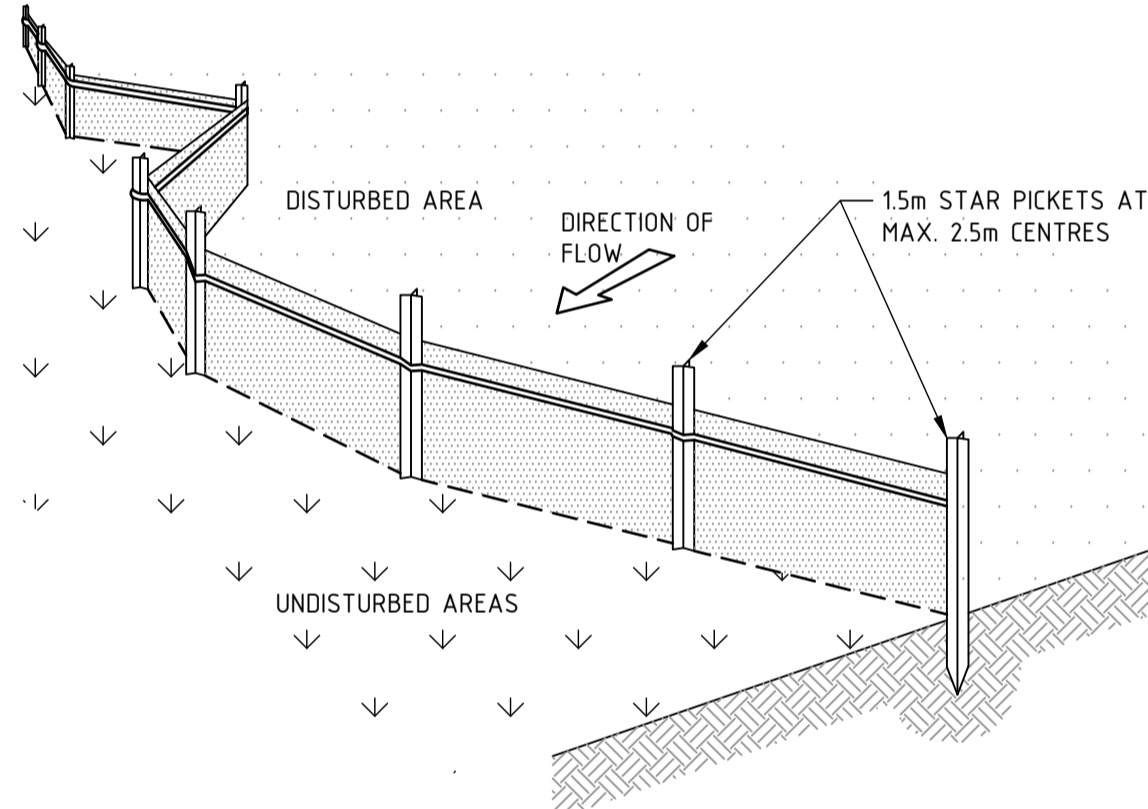 DISTURBED AREA
DIRECTION OF
FLOW
1.5m STAR PICKETS AT
MAX. 2.5m CENTRES
UNDISTURBED AREAS